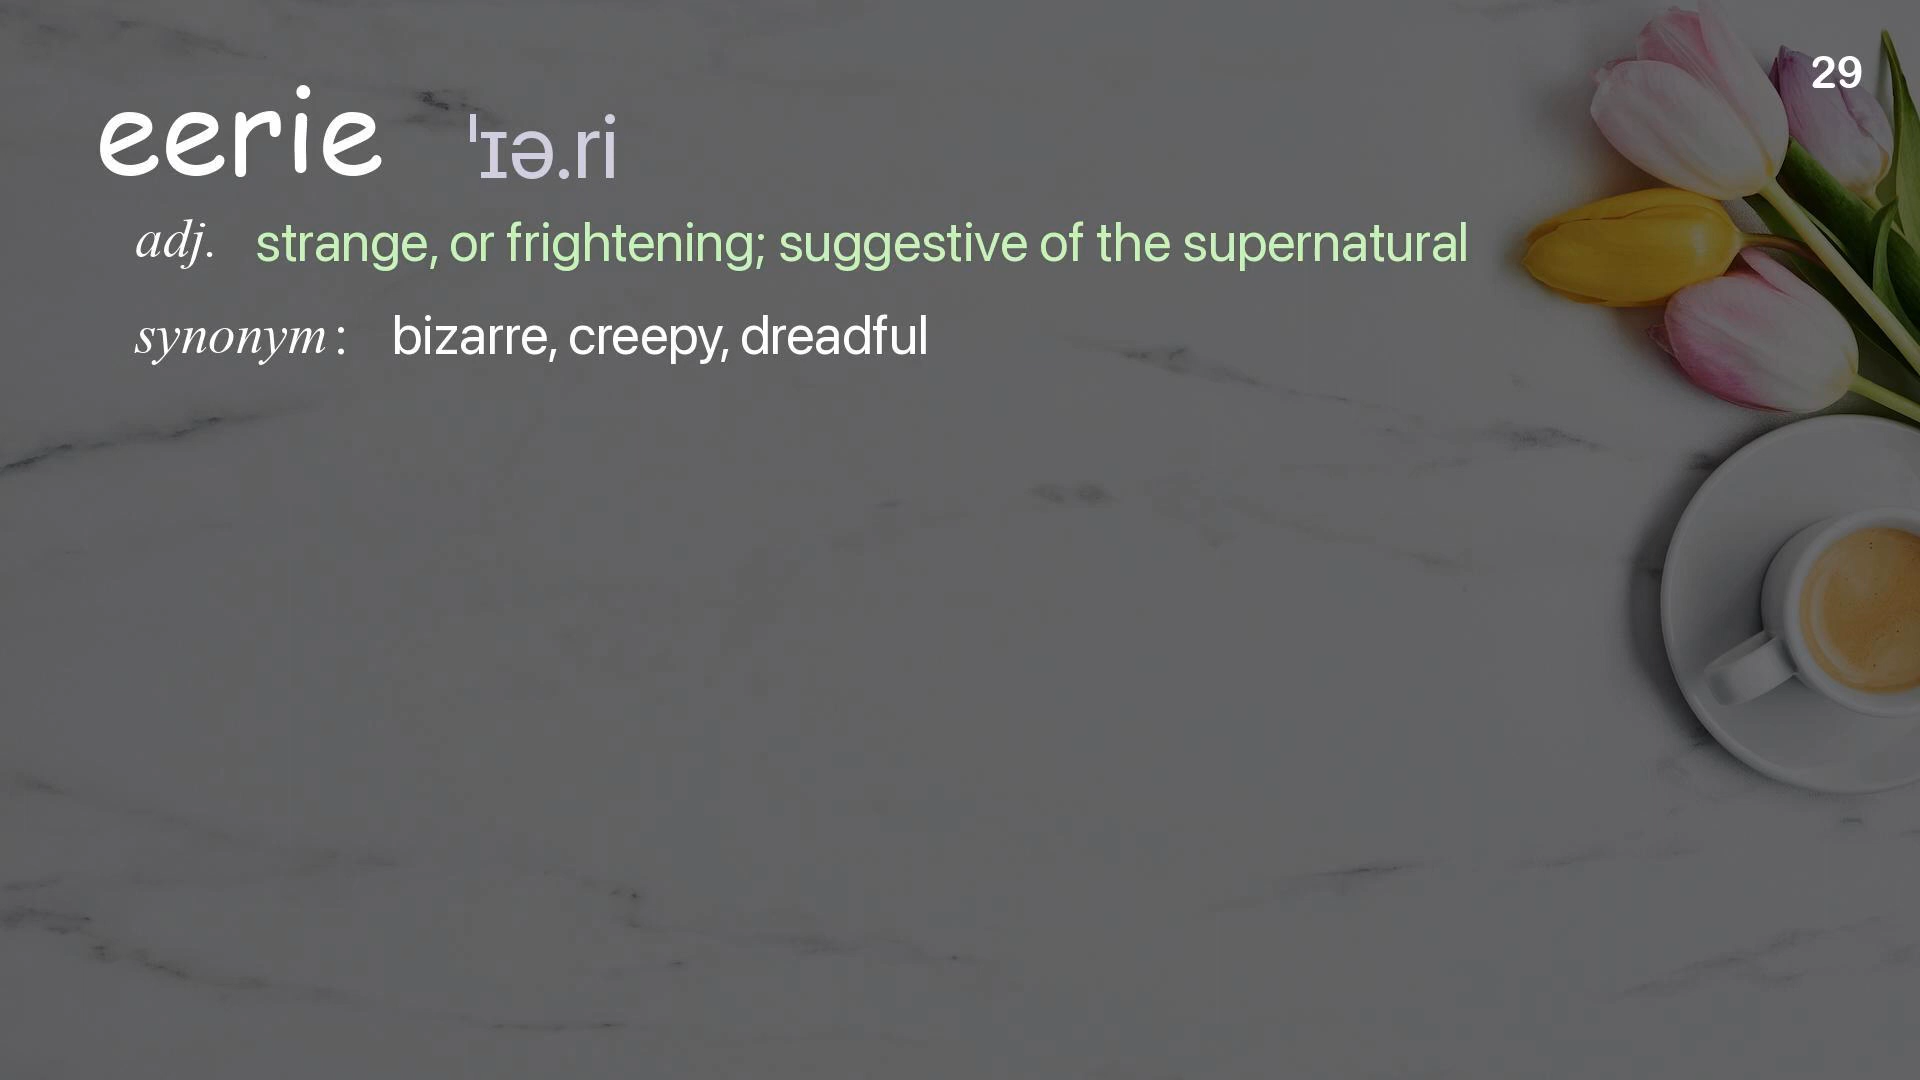 29
eerie ˈɪə.ri
adj. strange, or frightening; suggestive of the supernatural
synonym: bizarre, creepy, dreadful